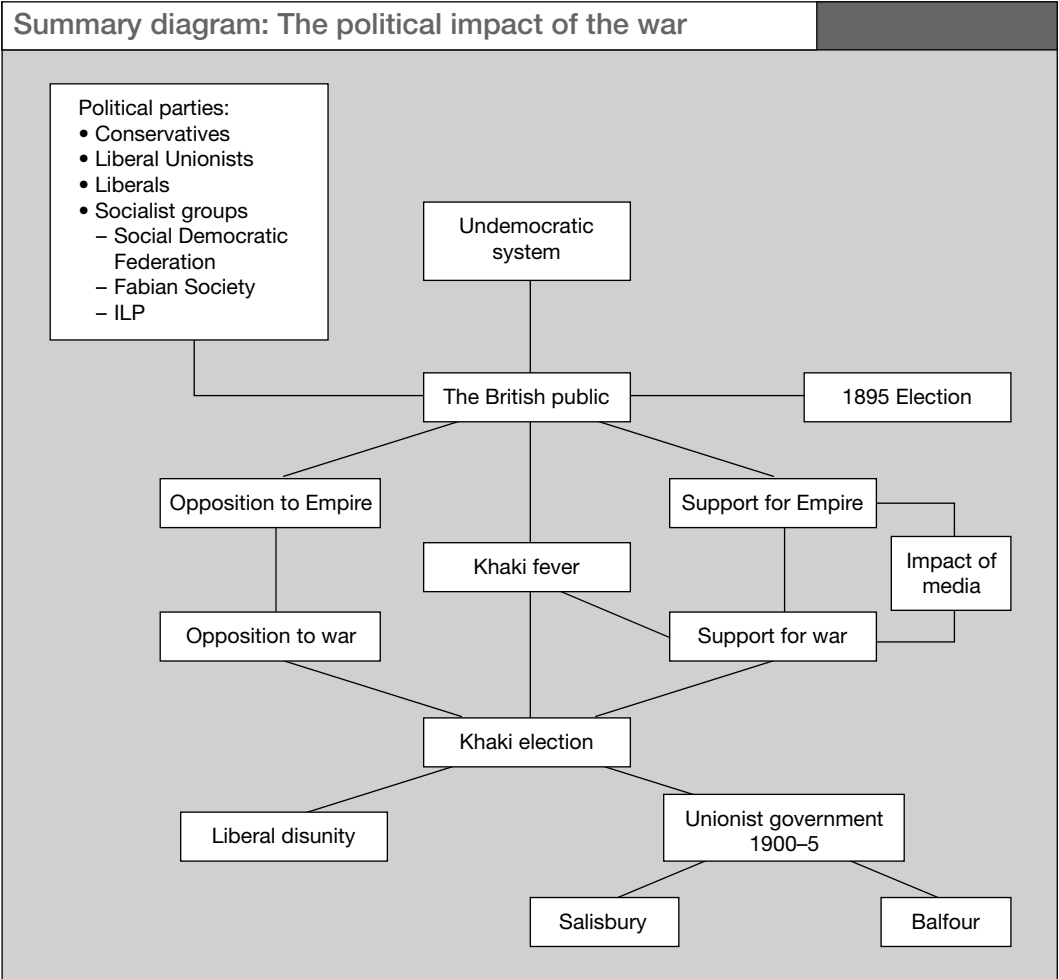 Summary diagram: The political impact of the war
Political parties:
• Conservatives
• Liberal Unionists
• Liberals
• Socialist groups
– Social Democratic
Federation
– Fabian Society
– ILP
Undemocratic
system
The British public
1895 Election
Opposition to Empire
Support for Empire
Khaki fever
Impact of
media
Opposition to war
Support for war
Khaki election
Liberal disunity
Unionist government
1900–5
Salisbury
Balfour